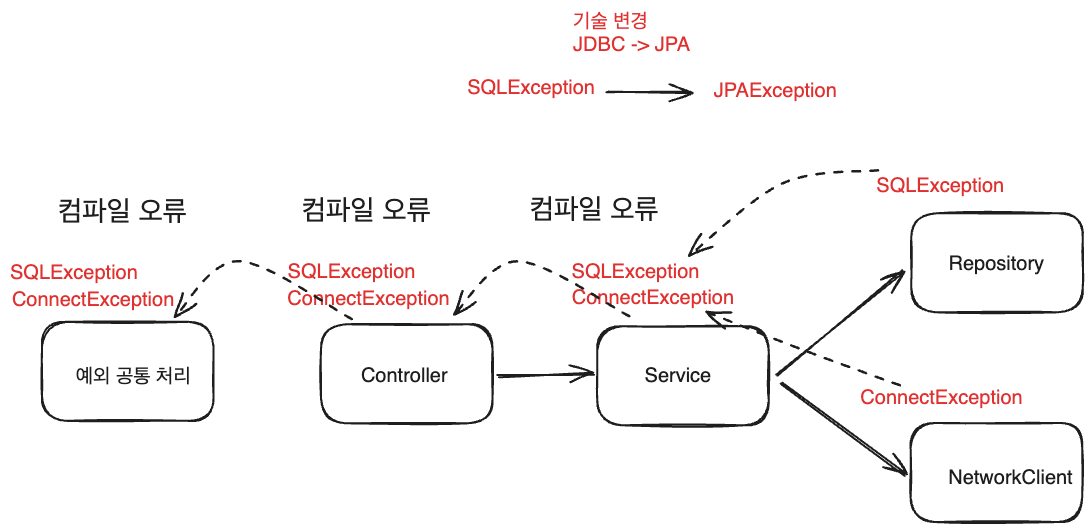 기술 변경
JDBC -> JPA
SQLException
JPAException
SQLException
컴파일 오류
컴파일 오류
컴파일 오류
SQLException
ConnectException
SQLException
ConnectException
SQLException
ConnectException
Repository
예외 공통 처리
Controller
Service
ConnectException
NetworkClient